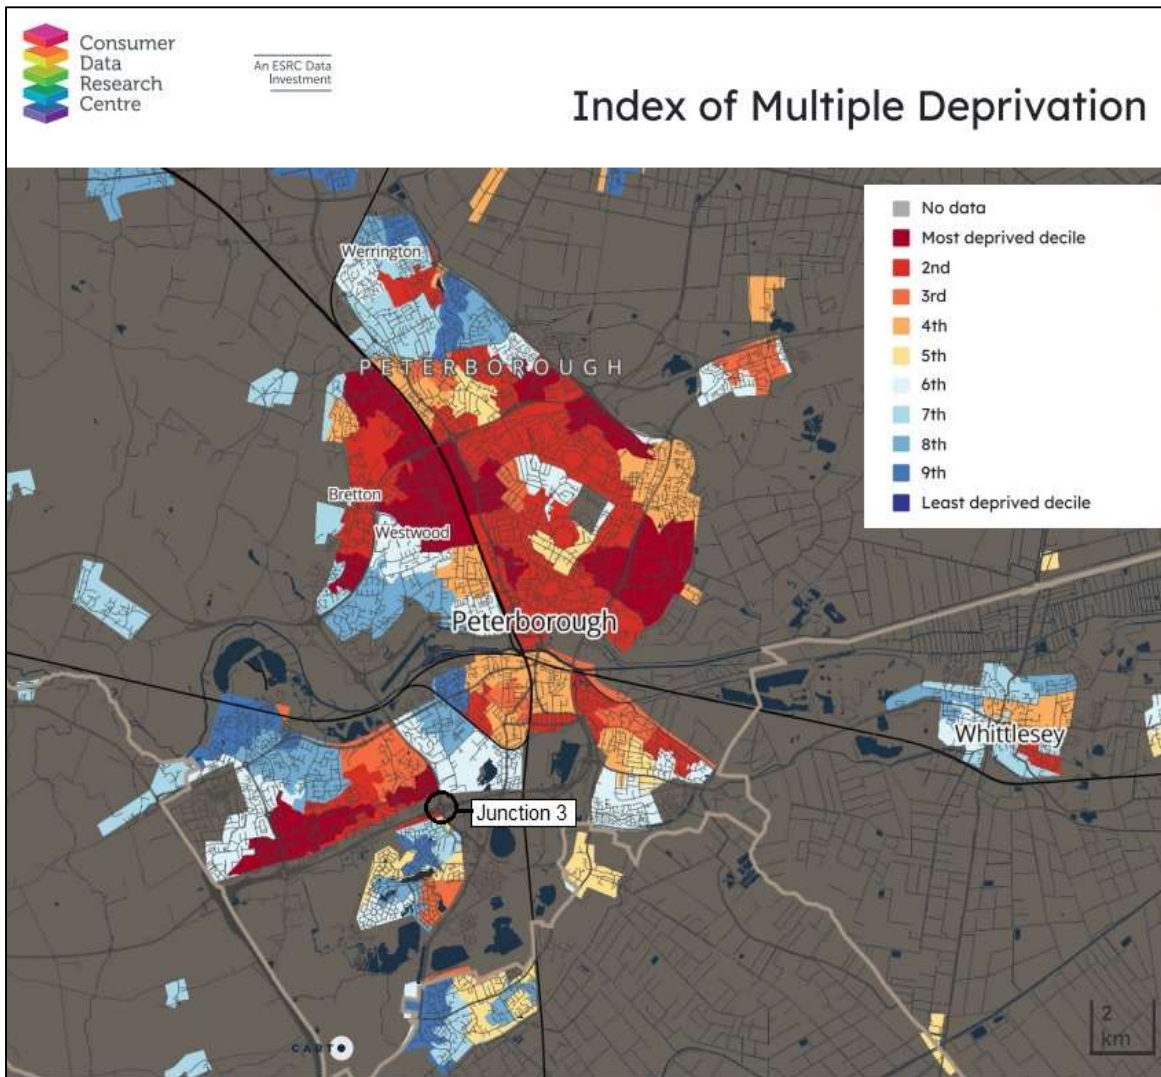 Consumer
Data
Research
Centre
An ESRC Data
Investment
Index of Multiple Deprivation
No data
Most deprived decile
2nd
3rd
4th
5th
6th
7th
8th
9th
Least deprived decile
Werrington
PETERBOROUGH
Bretton
Westwood
Peterborough
Whittlesey
Junction 3
2
km
CARTO